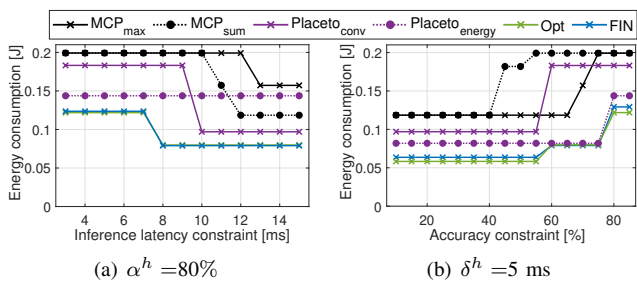 MCP_max MCP_sum Placeto_conv Placeto_energy Opt FIN
Energy consumption [J]
0.2
0.15
0.1
0.05
0
4 6 8 10 12 14
Inference latency constraint [ms]
(a) α^h =80%
Energy consumption [J]
0.2
0.15
0.1
0.05
0
20 40 60 80
Accuracy constraint [%]
(b) δ^h =5 ms